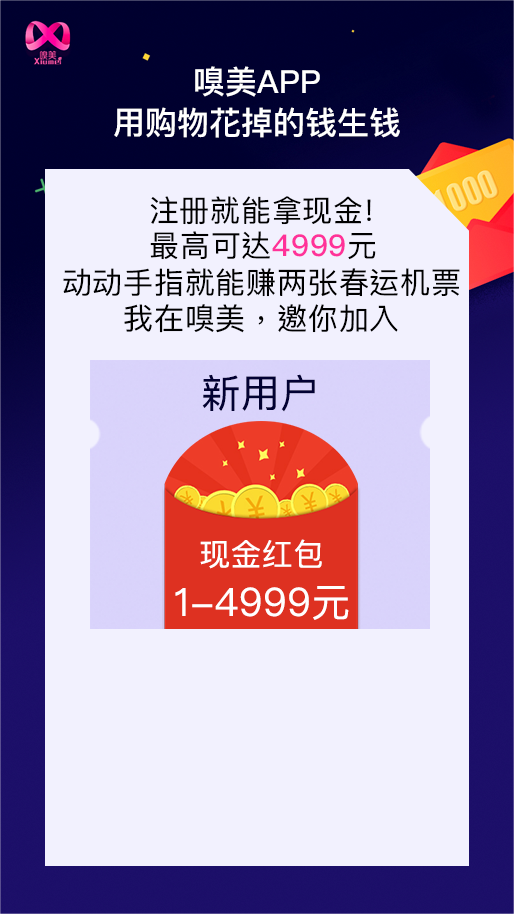 嗅美
XIUMEI
嗅美APP
用购物花掉的钱生钱
1000
注册就能拿现金!
最高可达4999元
动动手指就能赚两张春运机票
我在嗅美，邀你加入
新用户
现金红包
1-4999元